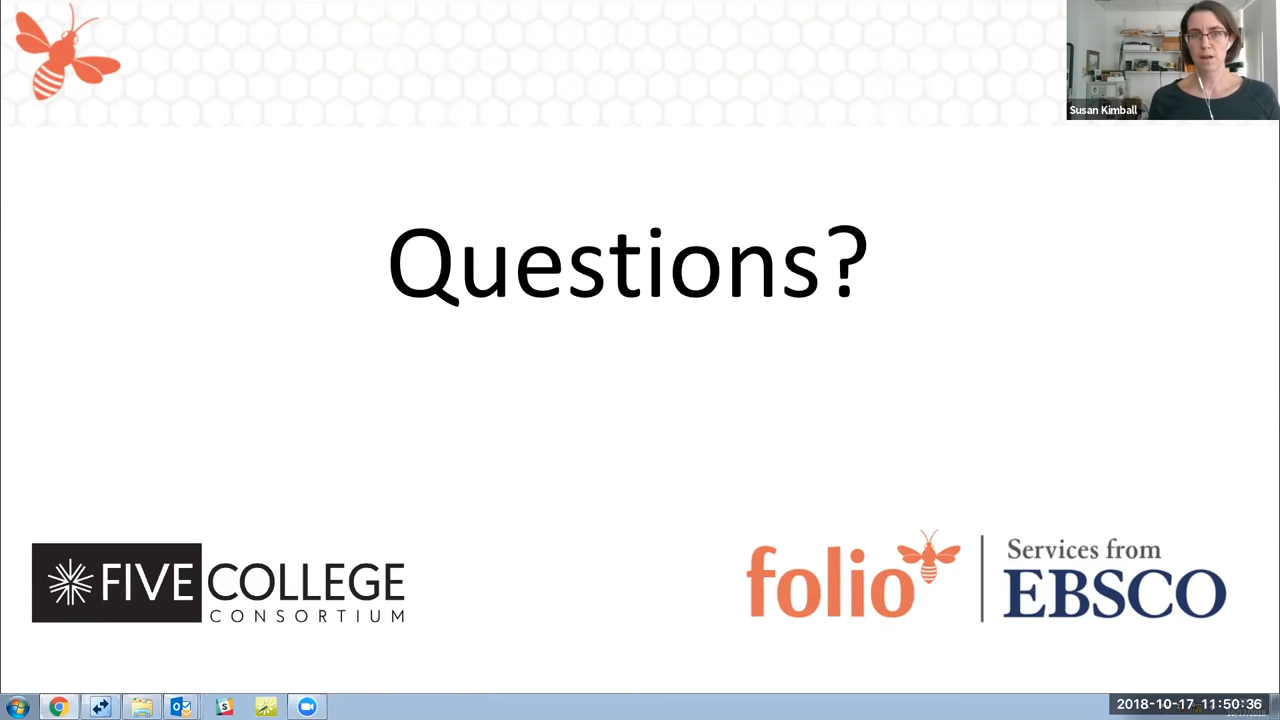 Susan Kimball
Questions?
FIVE COLLEGE
CONSORTIUM
folio
Services from
EBSCO
2018-10-17 11:50:36